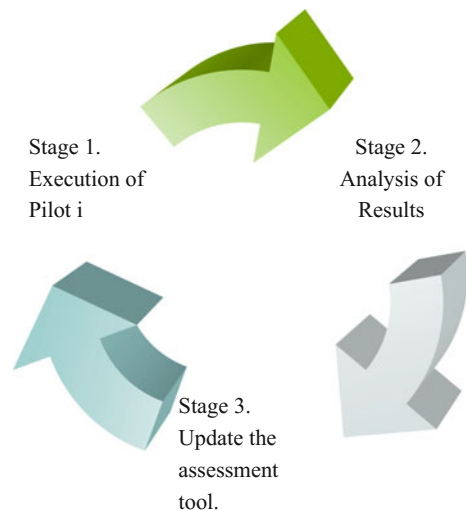 Stage 1.
Execution of
Pilot i
Stage 2.
Analysis of
Results
Stage 3.
Update the
assessment
tool.